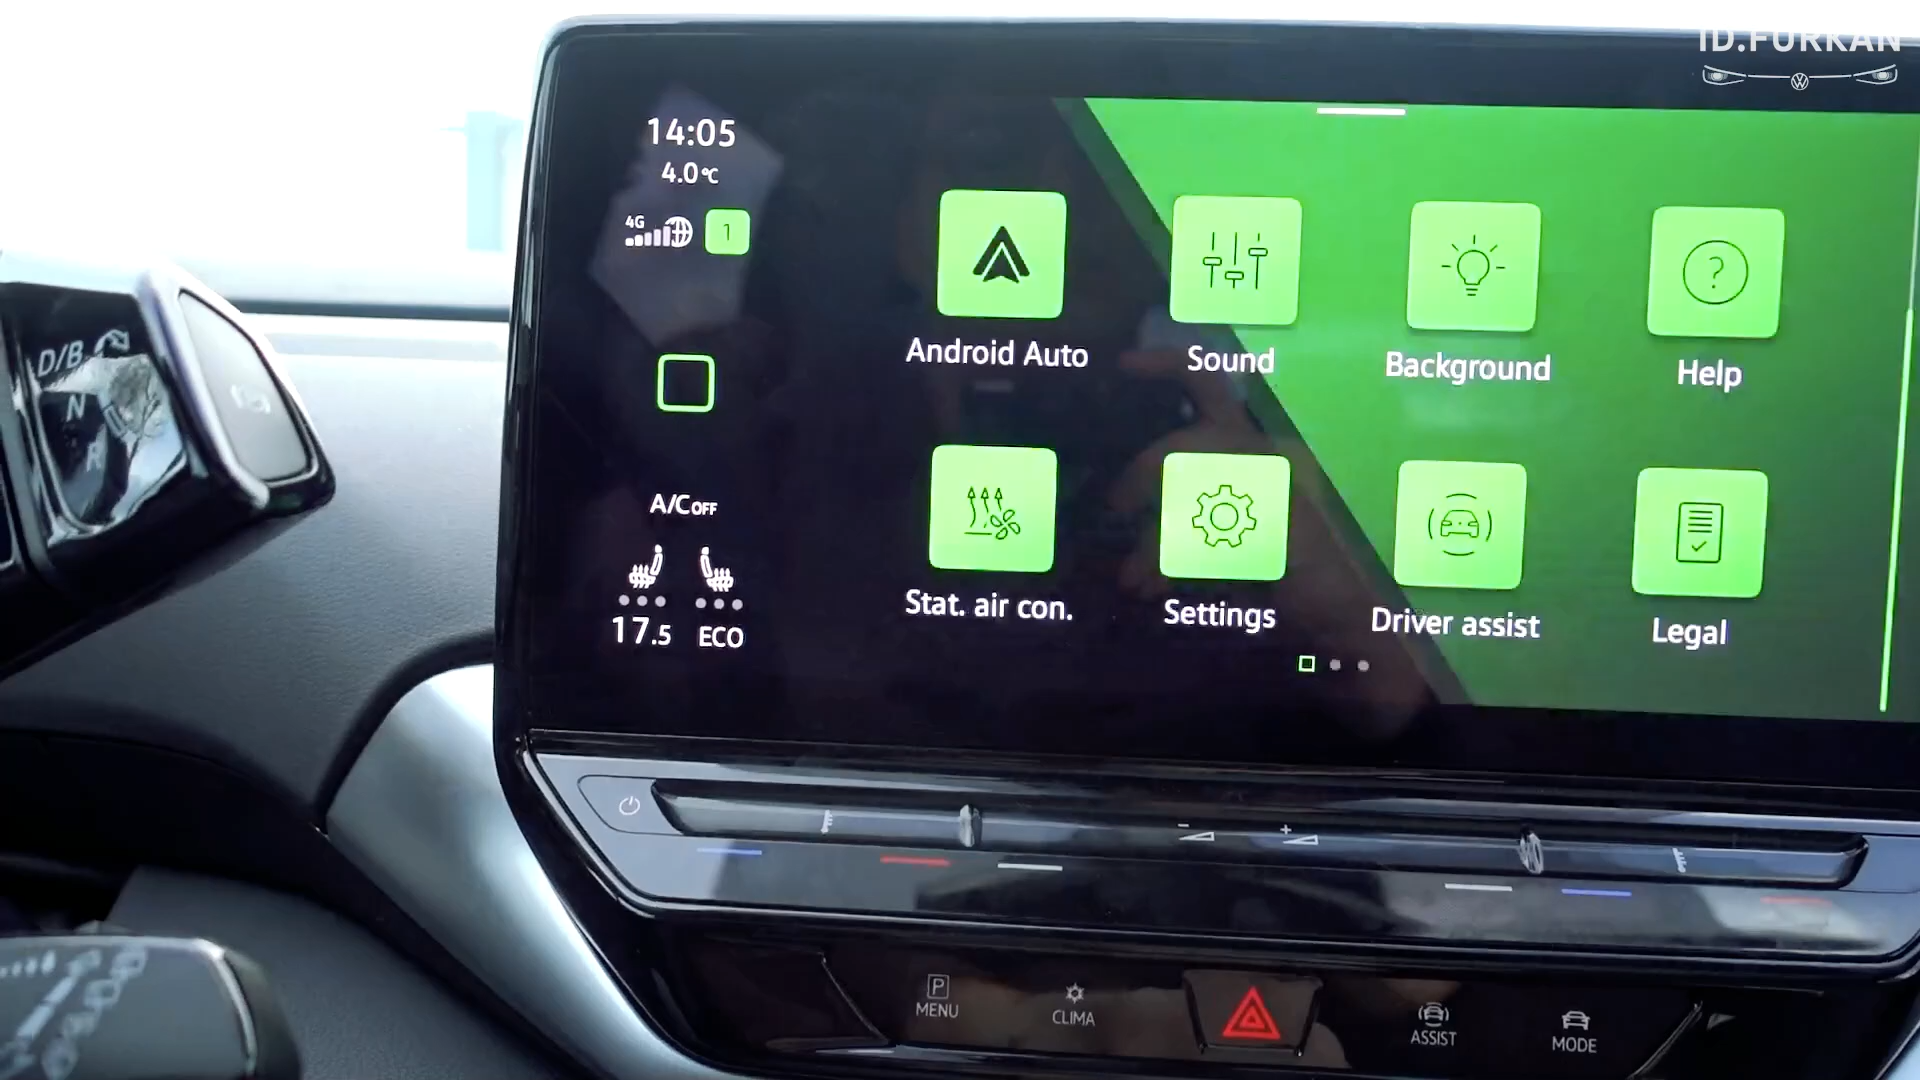 ID.FURKAN
14:05
4.0°C
4G
1
Android Auto
Sound
Background
Help
D/B
N
R
A/C OFF
Stat. air con.
Settings
Driver assist
Legal
17.5
ECO
P
MENU
CLIMA
ASSIST
MODE